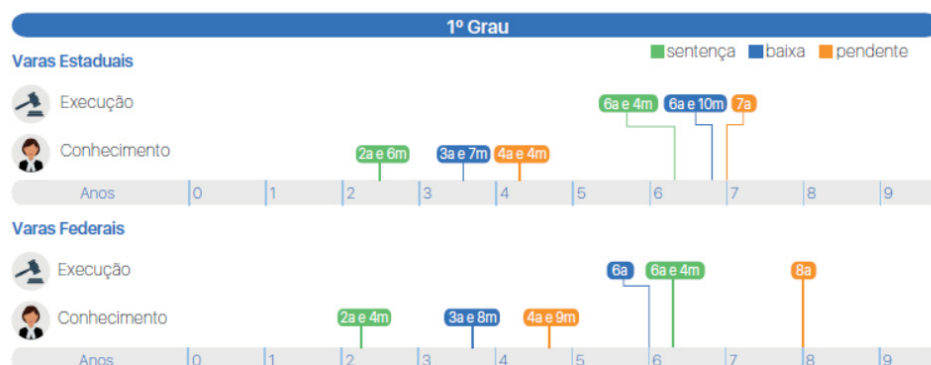 1º Grau
sentença baixa pendente
Varas Estaduais
Execução 6a e 4m 6a e 10m 7a
Conhecimento 2a e 6m 3a e 7m 4a e 4m
Anos 0 1 2 3 4 5 6 7 8 9
Varas Federais
Execução 6a 6a e 4m 8a
Conhecimento 2a e 4m 3a e 8m 4a e 9m
Anos 0 1 2 3 4 5 6 7 8 9